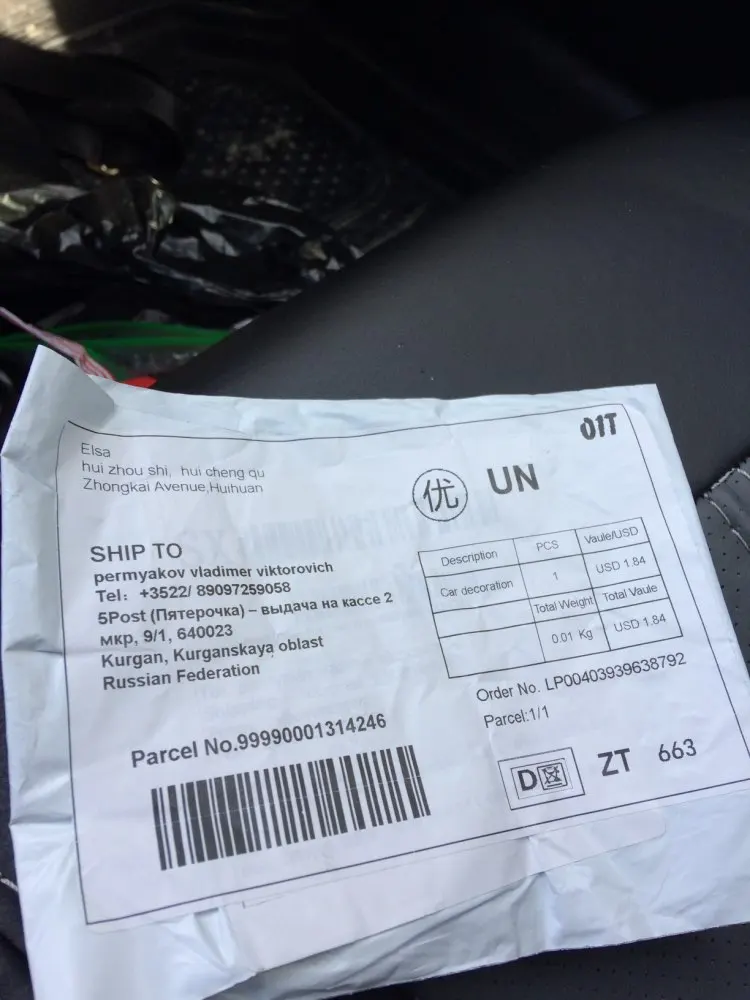 01T
Elsa
hui zhou shi, hui cheng qu
Zhongkai Avenue,Huihuan
优 UN
SHIP TO
permyakov vladimer viktorovich
Tel: +3522/ 89097259058
5Post (Пятерочка) – выдача на кассе 2
мкр, 9/1, 640023
Kurgan, Kurganskaya oblast
Russian Federation
Description PCS Vaule/USD
Car decoration 1 USD 1.84
Total Weight Total Vaule
0.01 Kg USD 1.84
Order No. LP00403939638792
Parcel:1/1
Parcel No.99990001314246
D ZT 663